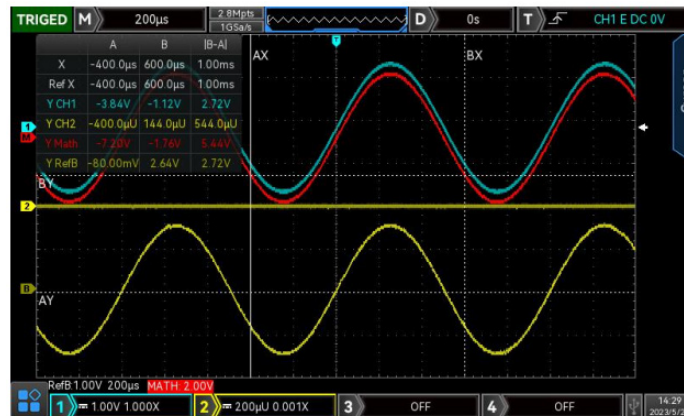 TRIGED M 200µs 2.8Mpts 1GSa/s D 0s T CH1 E DC 0V
A B |B-A|
X -400.0µs 600.0µs 1.00ms
Ref X -400.0µs 600.0µs 1.00ms
Y CH1 -3.84V -1.12V 2.72V
Y CH2 -400.0µU 144.0µU 544.0µU
Y Math -7.20V -1.76V 5.44V
Y RefB -80.00mV 2.64V 2.72V
AX BX
T
1
M
BY
2
B
AY
RefB:1.00V 200µs MATH: 2.00V
1 1.00V 1.000X 2 200µU 0.001X 3 OFF 4 OFF 14:29